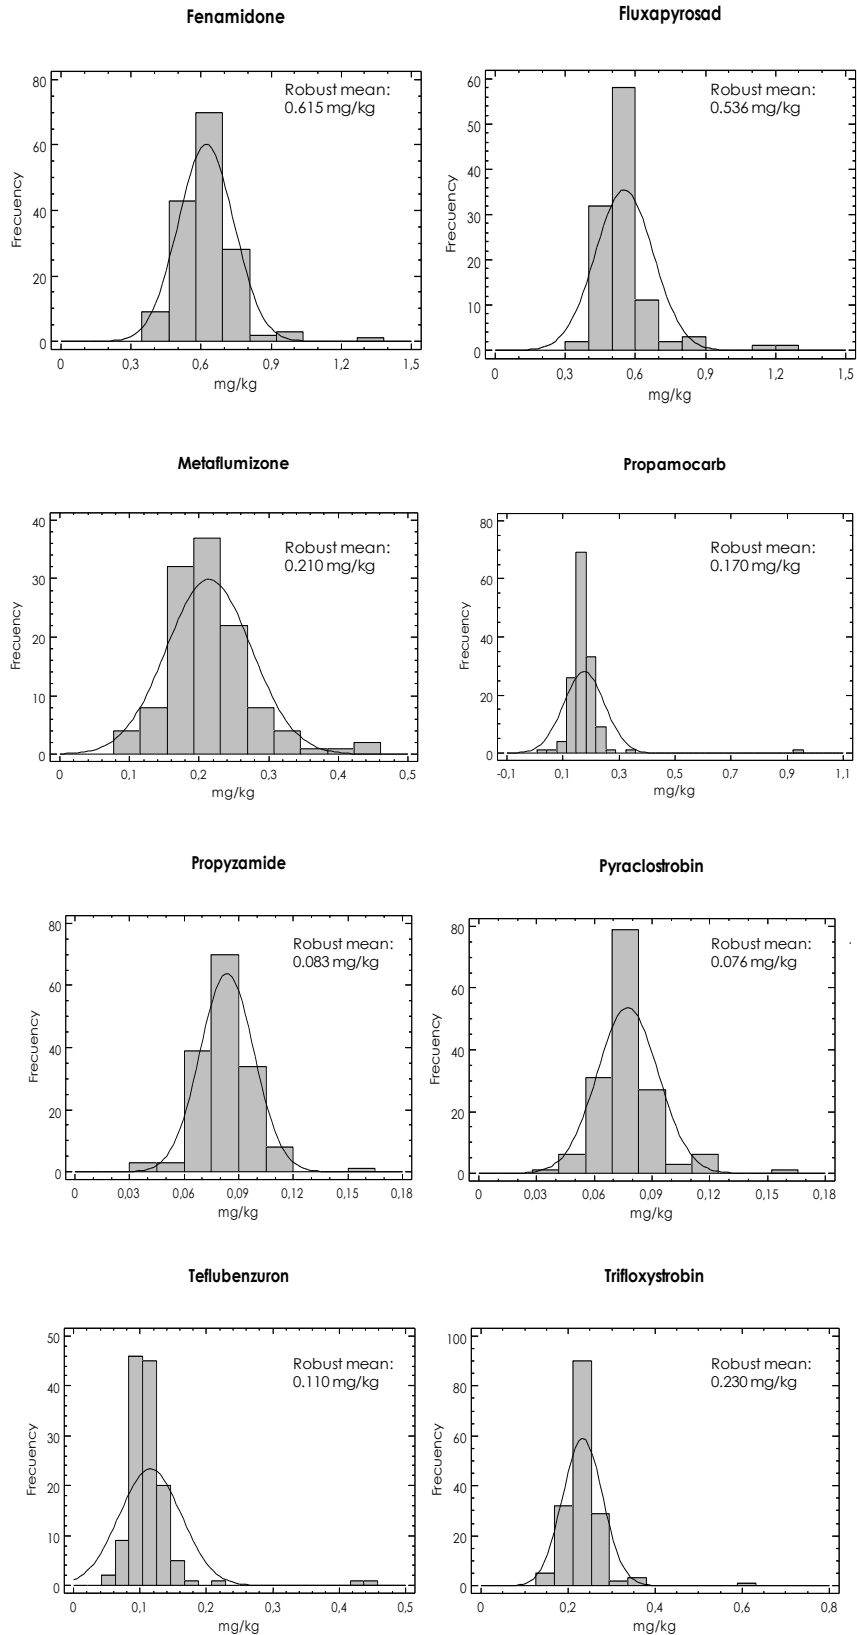 Fenamidone
Robust mean:
0.615 mg/kg
Frecuency
80
60
40
20
0
0 0,3 0,6 0,9 1,2 1,5
mg/kg
Fluxapyrosad
Robust mean:
0.536 mg/kg
Frecuency
60
50
40
30
20
10
0
0 0,3 0,6 0,9 1,2 1,5
mg/kg
Metaflumizone
Robust mean:
0.210 mg/kg
Frecuency
40
30
20
10
0
0 0,1 0,2 0,3 0,4 0,5
mg/kg
Propamocarb
Robust mean:
0.170 mg/kg
Frecuency
80
60
40
20
0
-0,1 0,1 0,3 0,5 0,7 0,9 1,1
mg/kg
Propyzamide
Robust mean:
0.083 mg/kg
Frecuency
80
60
40
20
0
0 0,03 0,06 0,09 0,12 0,15 0,18
mg/kg
Pyraclostrobin
Robust mean:
0.076 mg/kg
Frecuency
80
60
40
20
0
0 0,03 0,06 0,09 0,12 0,15 0,18
mg/kg
Teflubenzuron
Robust mean:
0.110 mg/kg
Frecuency
50
40
30
20
10
0
0 0,1 0,2 0,3 0,4 0,5
mg/kg
Trifloxystrobin
Robust mean:
0.230 mg/kg
Frecuency
100
80
60
40
20
0
0 0,2 0,4 0,6 0,8
mg/kg